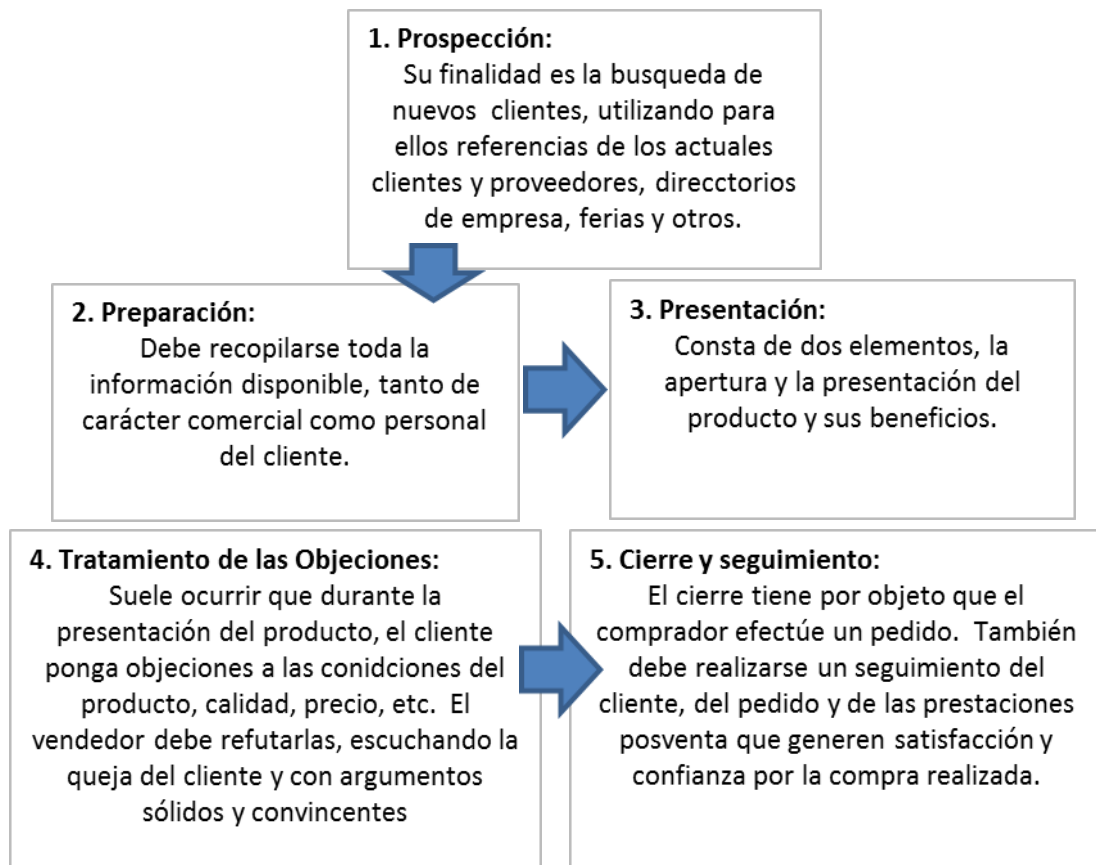 1. Prospección:
Su finalidad es la busqueda de
nuevos clientes, utilizando para
ellos referencias de los actuales
clientes y proveedores, direcctorios
de empresa, ferias y otros.
2. Preparación:
Debe recopilarse toda la
información disponible, tanto de
carácter comercial como personal
del cliente.
3. Presentación:
Consta de dos elementos, la
apertura y la presentación del
producto y sus beneficios.
4. Tratamiento de las Objeciones:
Suele ocurrir que durante la
presentación del producto, el cliente
ponga objeciones a las conidciones del
producto, calidad, precio, etc. El
vendedor debe refutarlas, escuchando la
queja del cliente y con argumentos
sólidos y convincentes
5. Cierre y seguimiento:
El cierre tiene por objeto que el
comprador efectúe un pedido. También
debe realizarse un seguimiento del
cliente, del pedido y de las prestaciones
posventa que generen satisfacción y
confianza por la compra realizada.